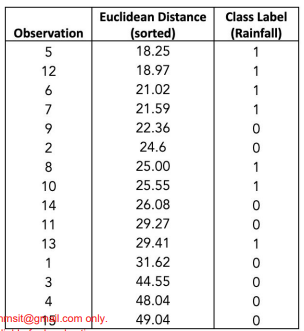 Observation Euclidean Distance (sorted) Class Label (Rainfall)
5 18.25 1
12 18.97 1
6 21.02 1
7 21.59 1
9 22.36 0
2 24.6 0
8 25.00 1
10 25.55 1
14 26.08 0
11 29.27 0
13 29.41 1
1 31.62 0
3 44.55 0
4 48.04 0
15 49.04 0
only.